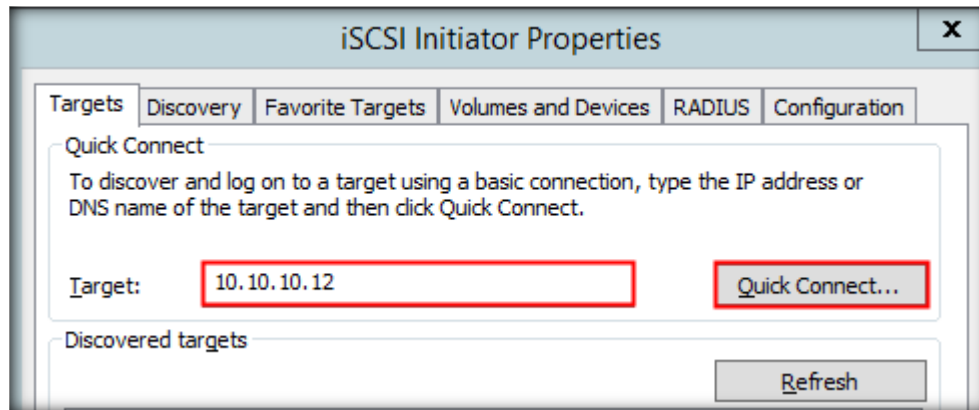 iSCSI Initiator Properties
x
Targets Discovery Favorite Targets Volumes and Devices RADIUS Configuration
Quick Connect
To discover and log on to a target using a basic connection, type the IP address or
DNS name of the target and then click Quick Connect.
Target: 10.10.10.12 Quick Connect...
Discovered targets
Refresh